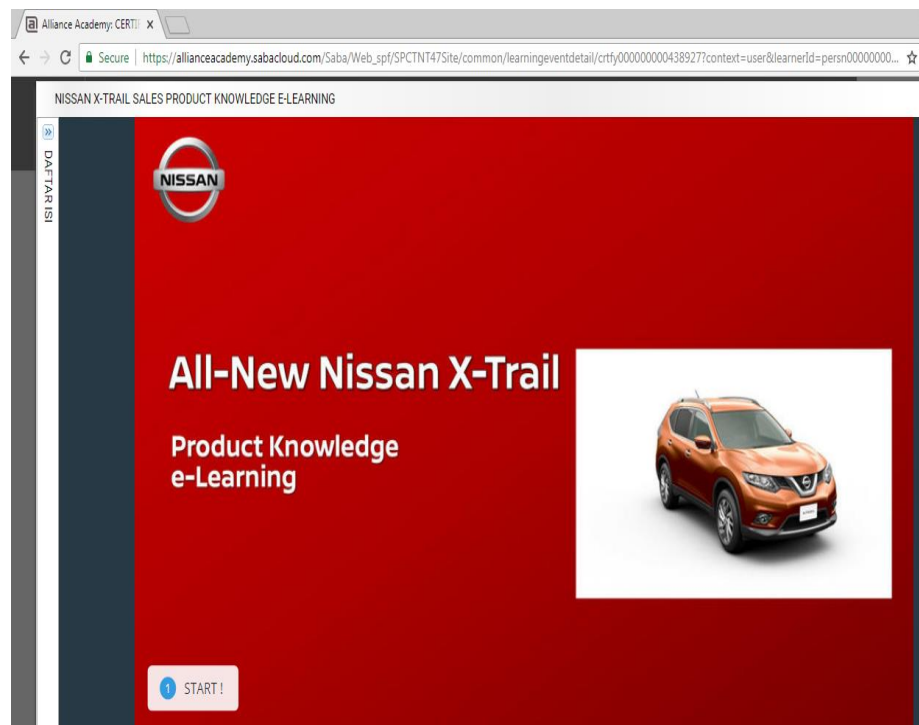 Alliance Academy: CERTI
Secure
https://allianceacademy.sabacloud.com/Saba/Web_spf/SPCTNT47Site/common/learningeventdetail/crtfy000000000438927?context=user&learnerId=persn00000000...
NISSAN X-TRAIL SALES PRODUCT KNOWLEDGE E-LEARNING
DAFTAR ISI
NISSAN
All-New Nissan X-Trail
Product Knowledge
e-Learning
1 START !